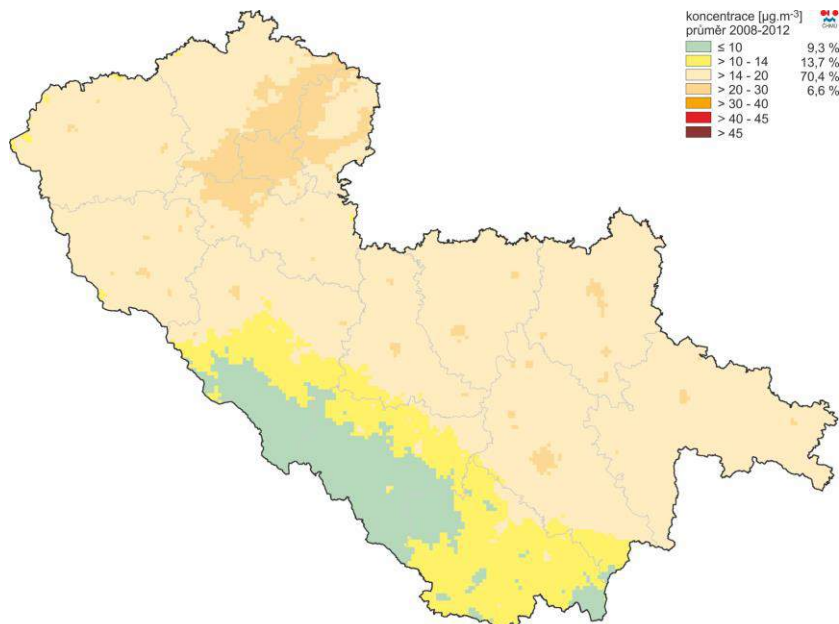 koncentrace [µg.m⁻³]
průměr 2008-2012
ČHMÚ
≤ 10 9,3 %
> 10 - 14 13,7 %
> 14 - 20 70,4 %
> 20 - 30 6,6 %
> 30 - 40
> 40 - 45
> 45